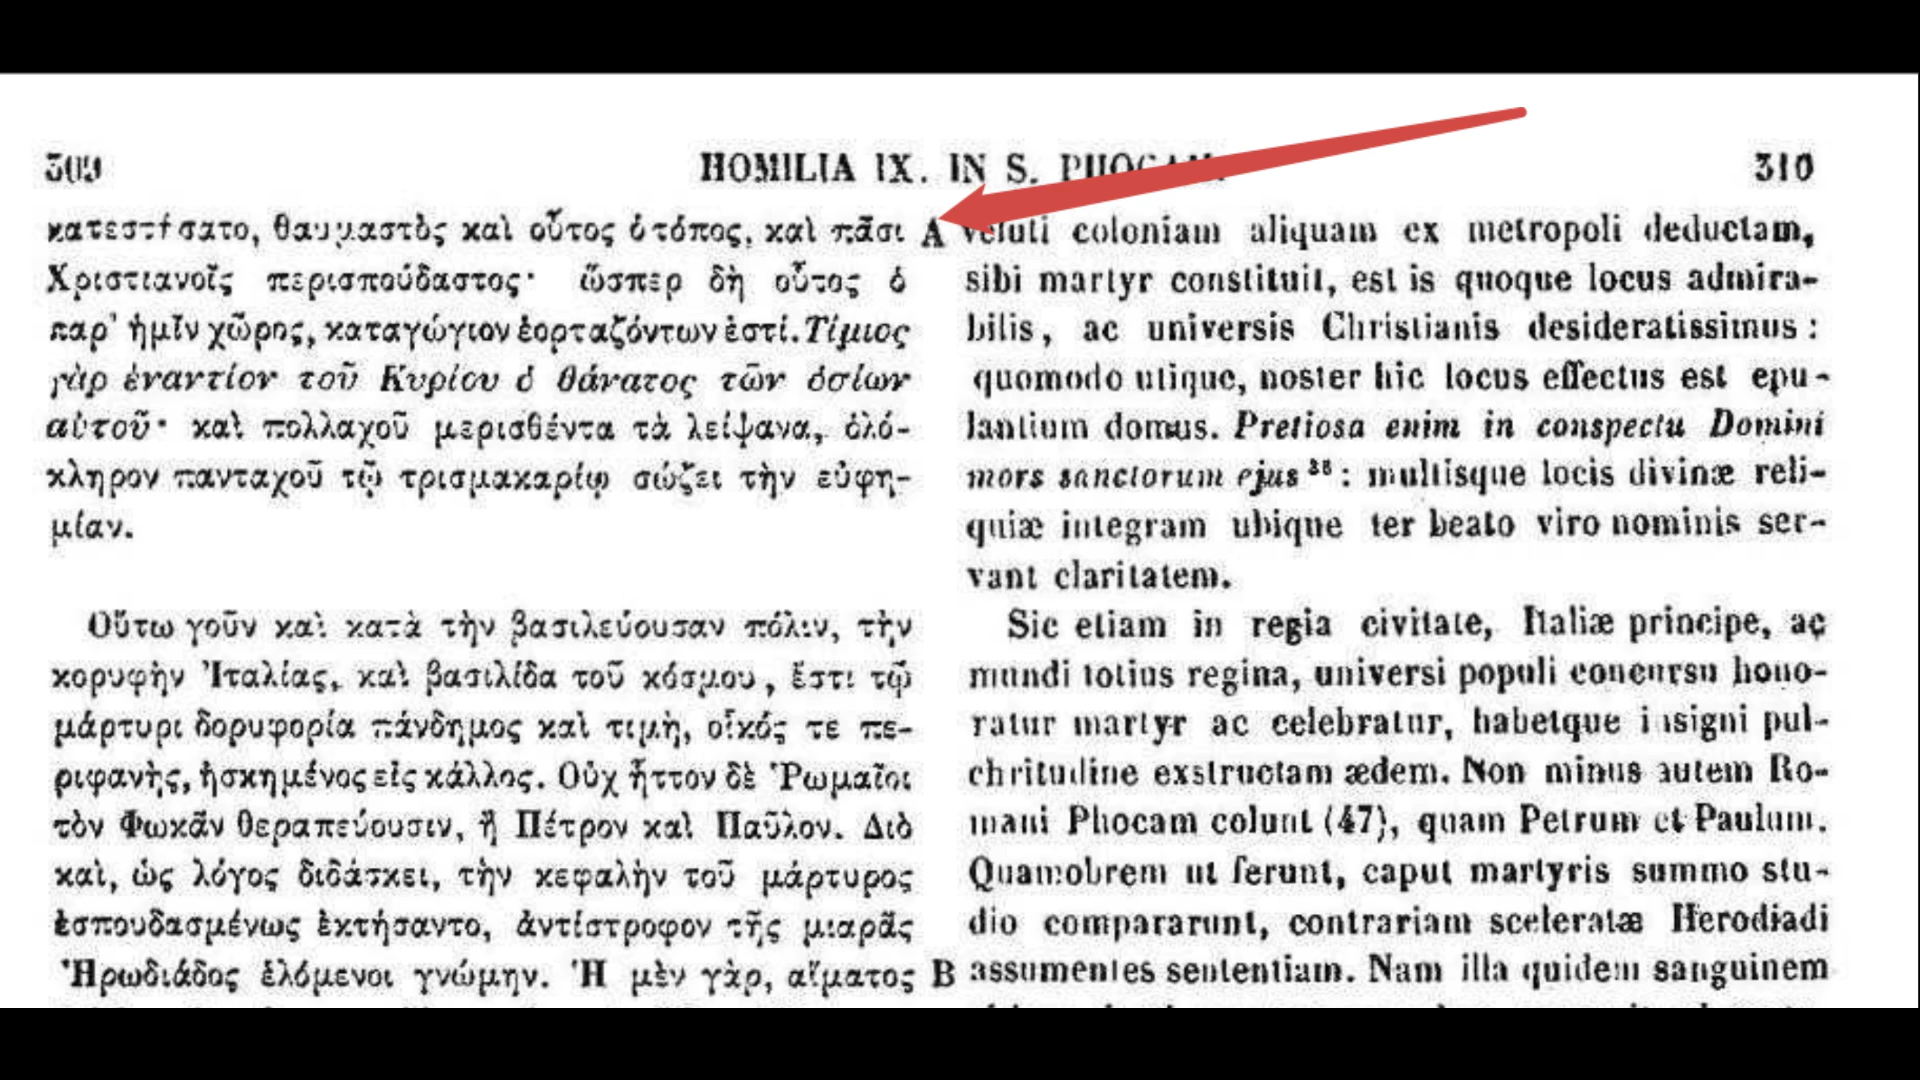 309 HOMILIA IX. IN S. PHOCAM. 310
κατεστήσατο, θαυμαστὸς καὶ οὗτος ὁ τόπος, καὶ πᾶσι
Χριστιανοῖς περισπούδαστος· ὥσπερ δὴ οὗτος ὁ
παρ' ἡμῖν χῶρος, καταγώγιον ἑορταζόντων ἐστί. Τίμιος
γὰρ ἐναντίον τοῦ Κυρίου ὁ θάνατος τῶν ὁσίων
αὐτοῦ· καὶ πολλαχοῦ μερισθέντα τὰ λείψανα, ὁλό-
κληρον πανταχοῦ τῷ τρισμακαρίῳ σώζει τὴν εὐφη-
μίαν.
Οὕτω γοῦν καὶ κατὰ τὴν βασιλεύουσαν πόλιν, τὴν
κορυφὴν Ἰταλίας, καὶ βασιλίδα τοῦ κόσμου, ἔστι τῷ
μάρτυρι δορυφορία πάνδημος καὶ τιμὴ, οἶκός τε πε-
ριφανὴς, ἠσκημένος εἰς κάλλος. Οὐχ ἧττον δὲ Ῥωμαῖοι
τὸν Φωκᾶν θεραπεύουσιν, ἢ Πέτρον καὶ Παῦλον. Διὸ
καὶ, ὡς λόγος διδάσκει, τὴν κεφαλὴν τοῦ μάρτυρος
ἐσπουδασμένως ἐκτήσαντο, ἀντίστροφον τῆς μιαρᾶς
Ἡρωδιάδος ἑλόμενοι γνώμην. Ἡ μὲν γὰρ, αἵματος
A
B
veluti coloniam aliquam ex metropoli deductam,
sibi martyr constituit, est is quoque locus admira-
bilis, ac universis Christianis desideratissimus:
quomodo utique, noster hic locus effectus est epu-
lantium domus. Pretiosa enim in conspectu Domini
mors sanctorum ejus ³⁸: multisque locis divinæ reli-
quiæ integram ubique ter beato viro nominis ser-
vant claritatem.
Sic etiam in regia civitate, Italiæ principe, ac
mundi totius regina, universi populi concursu hono-
ratur martyr ac celebratur, habetque insigni pul-
chritudine exstructam ædem. Non minus autem Ro-
mani Phocam colunt (47), quam Petrum et Paulum.
Quamobrem ut ferunt, caput martyris summo stu-
dio compararunt, contrariam sceleratæ Herodiadi
assumentes sententiam. Nam illa quidem sanguinem